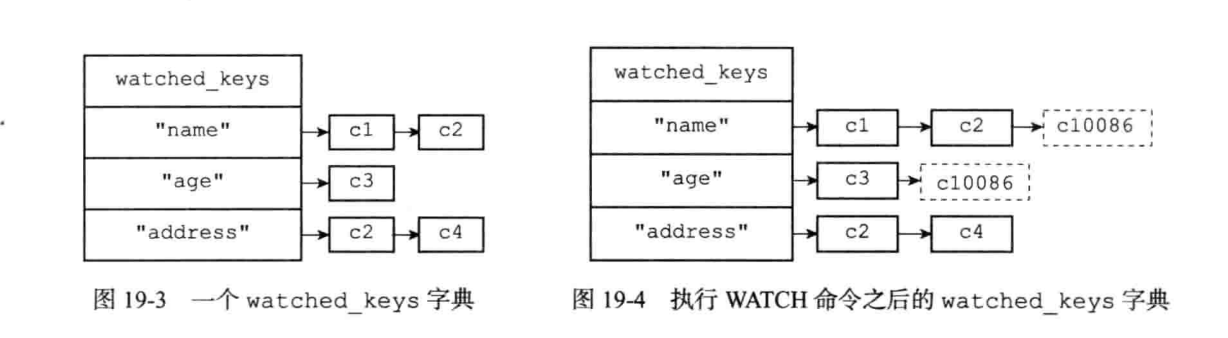 watched_keys
"name"
c1
c2
"age"
c3
"address"
c2
c4
图 19-3 一个 watched_keys 字典
watched_keys
"name"
c1
c2
c10086
"age"
c3
c10086
"address"
c2
c4
图 19-4 执行 WATCH 命令之后的 watched_keys 字典